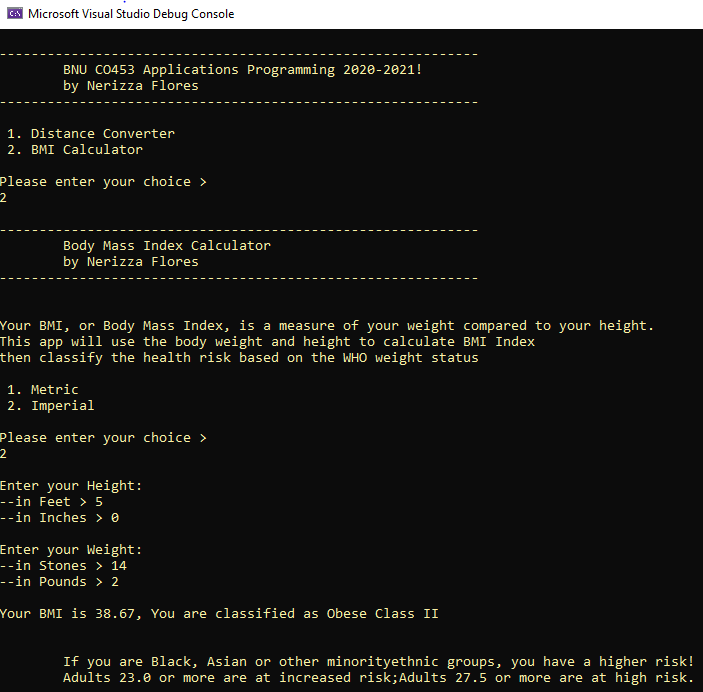 C:\ Microsoft Visual Studio Debug Console
------------------------------------------------------------
BNU CO453 Applications Programming 2020-2021!
by Nerizza Flores
------------------------------------------------------------
1. Distance Converter
2. BMI Calculator
Please enter your choice >
2
------------------------------------------------------------
Body Mass Index Calculator
by Nerizza Flores
------------------------------------------------------------
Your BMI, or Body Mass Index, is a measure of your weight compared to your height.
This app will use the body weight and height to calculate BMI Index
then classify the health risk based on the WHO weight status
1. Metric
2. Imperial
Please enter your choice >
2
Enter your Height:
--in Feet > 5
--in Inches > 0
Enter your Weight:
--in Stones > 14
--in Pounds > 2
Your BMI is 38.67, You are classified as Obese Class II
If you are Black, Asian or other minorityethnic groups, you have a higher risk!
Adults 23.0 or more are at increased risk;Adults 27.5 or more are at high risk.